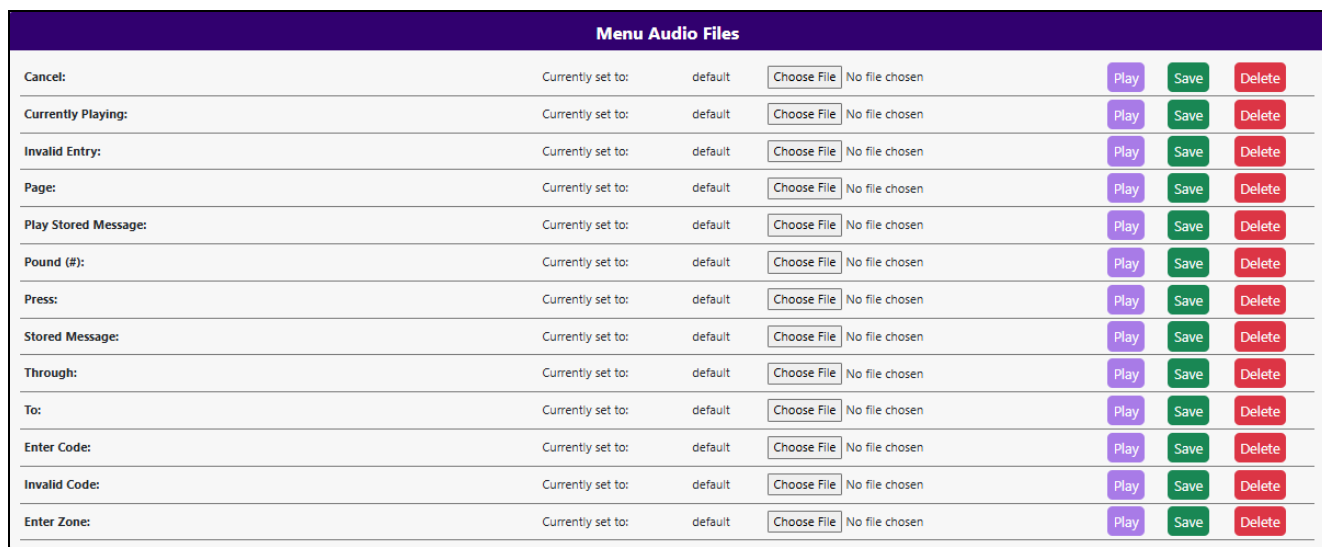 Menu Audio Files
Cancel: Currently set to: default Choose File No file chosen Play Save Delete
Currently Playing: Currently set to: default Choose File No file chosen Play Save Delete
Invalid Entry: Currently set to: default Choose File No file chosen Play Save Delete
Page: Currently set to: default Choose File No file chosen Play Save Delete
Play Stored Message: Currently set to: default Choose File No file chosen Play Save Delete
Pound (#): Currently set to: default Choose File No file chosen Play Save Delete
Press: Currently set to: default Choose File No file chosen Play Save Delete
Stored Message: Currently set to: default Choose File No file chosen Play Save Delete
Through: Currently set to: default Choose File No file chosen Play Save Delete
To: Currently set to: default Choose File No file chosen Play Save Delete
Enter Code: Currently set to: default Choose File No file chosen Play Save Delete
Invalid Code: Currently set to: default Choose File No file chosen Play Save Delete
Enter Zone: Currently set to: default Choose File No file chosen Play Save Delete